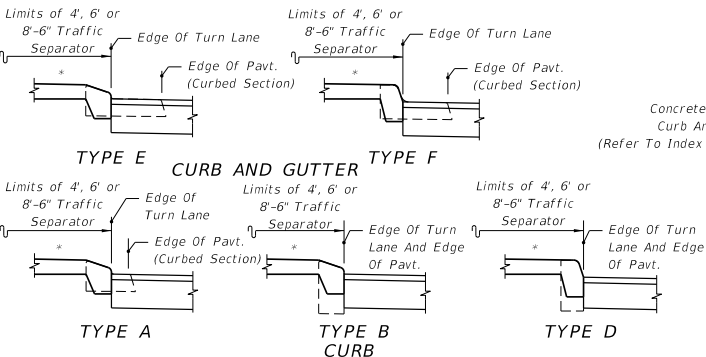 Limits of 4', 6' or
8'-6" Traffic
Separator
Edge Of Turn Lane
Edge Of Pavt.
(Curbed Section)
*
TYPE E
Limits of 4', 6' or
8'-6" Traffic
Separator
Edge Of Turn Lane
Edge Of Pavt.
(Curbed Section)
*
TYPE F
CURB AND GUTTER
Concrete
Curb An
(Refer To Index
Limits of 4', 6' or
8'-6" Traffic
Separator
Edge Of
Turn Lane
Edge Of Pavt.
(Curbed Section)
*
TYPE A
Limits of 4', 6' or
8'-6" Traffic
Separator
Edge Of Turn
Lane And Edge
Of Pavt.
*
TYPE B
Limits of 4', 6' or
8'-6" Traffic
Separator
Edge Of Turn
Lane And Edge
Of Pavt.
*
TYPE D
CURB